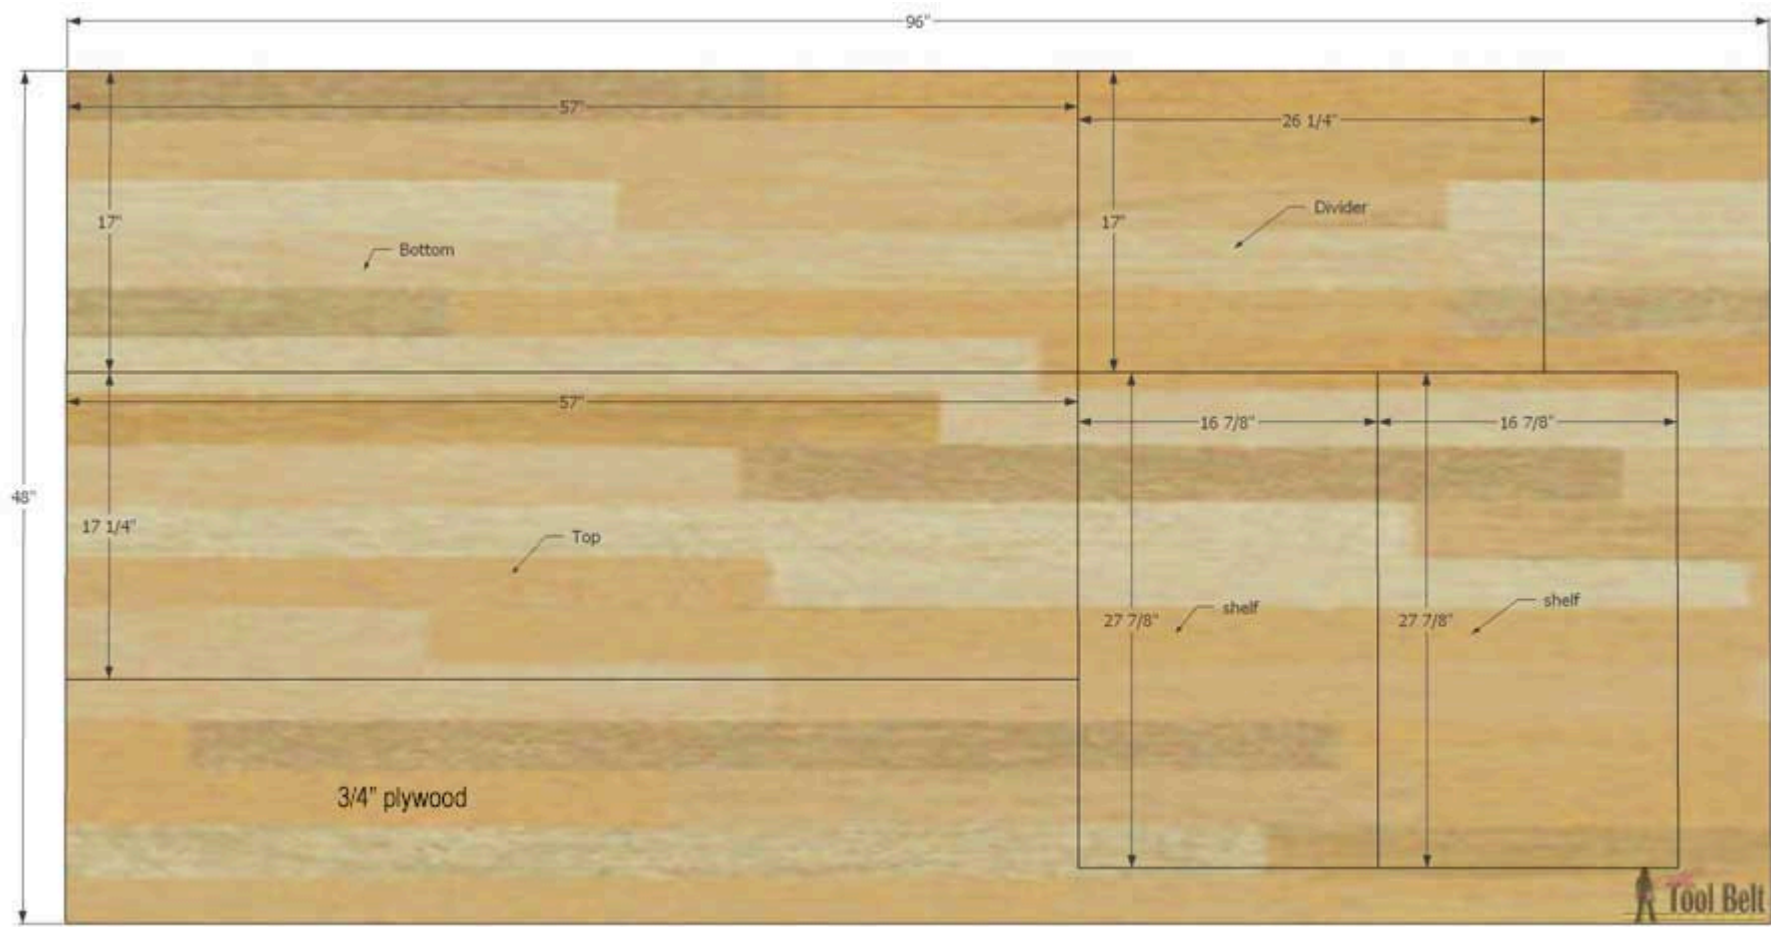 96"
57"
26 1/4"
17"
17"
Divider
Bottom
57"
16 7/8"
16 7/8"
48"
17 1/4"
Top
27 7/8"
shelf
27 7/8"
shelf
3/4" plywood
Tool Belt